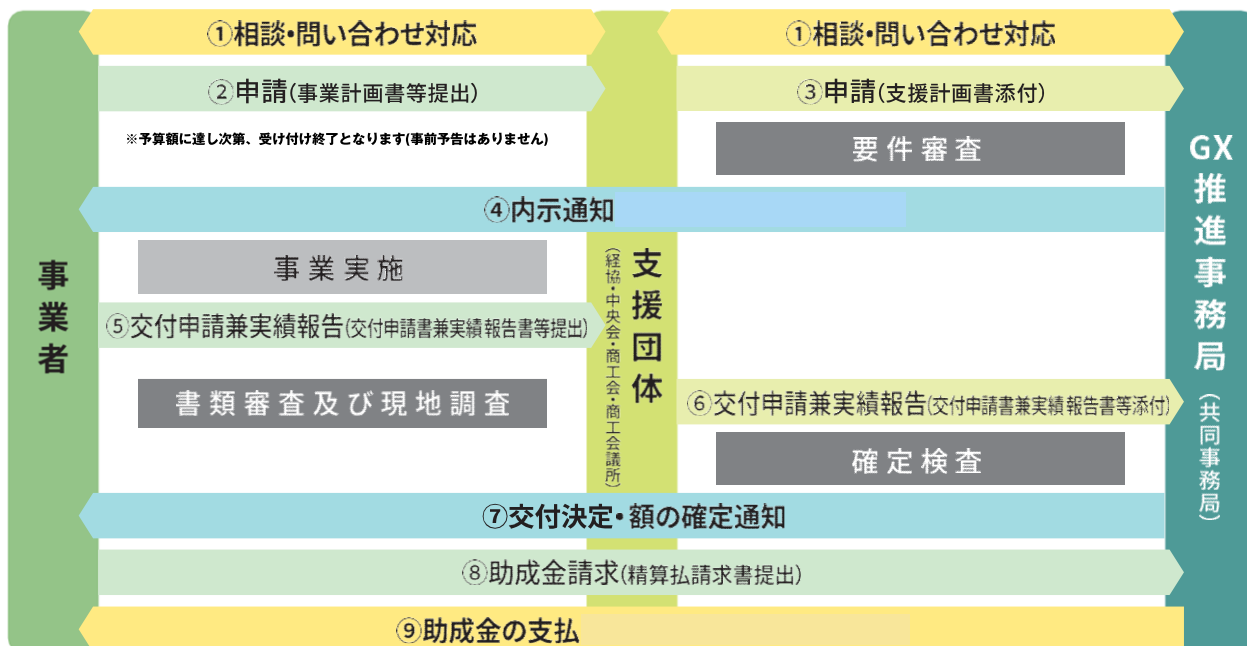 ①相談・問い合わせ対応
①相談・問い合わせ対応
②申請(事業計画書等提出)
③申請(支援計画書添付)
※予算額に達し次第、受け付け終了となります(事前予告はありません)
要件審査
④内示通知
事業者
事業実施
支援団体
(経協・中央会・商工会・商工会議所)
GX推進事務局
(共同事務局)
⑤交付申請兼実績報告(交付申請書兼実績報告書等提出)
書類審査及び現地調査
⑥交付申請兼実績報告(交付申請書兼実績報告書等添付)
確定検査
⑦交付決定・額の確定通知
⑧助成金請求(精算払請求書提出)
⑨助成金の支払